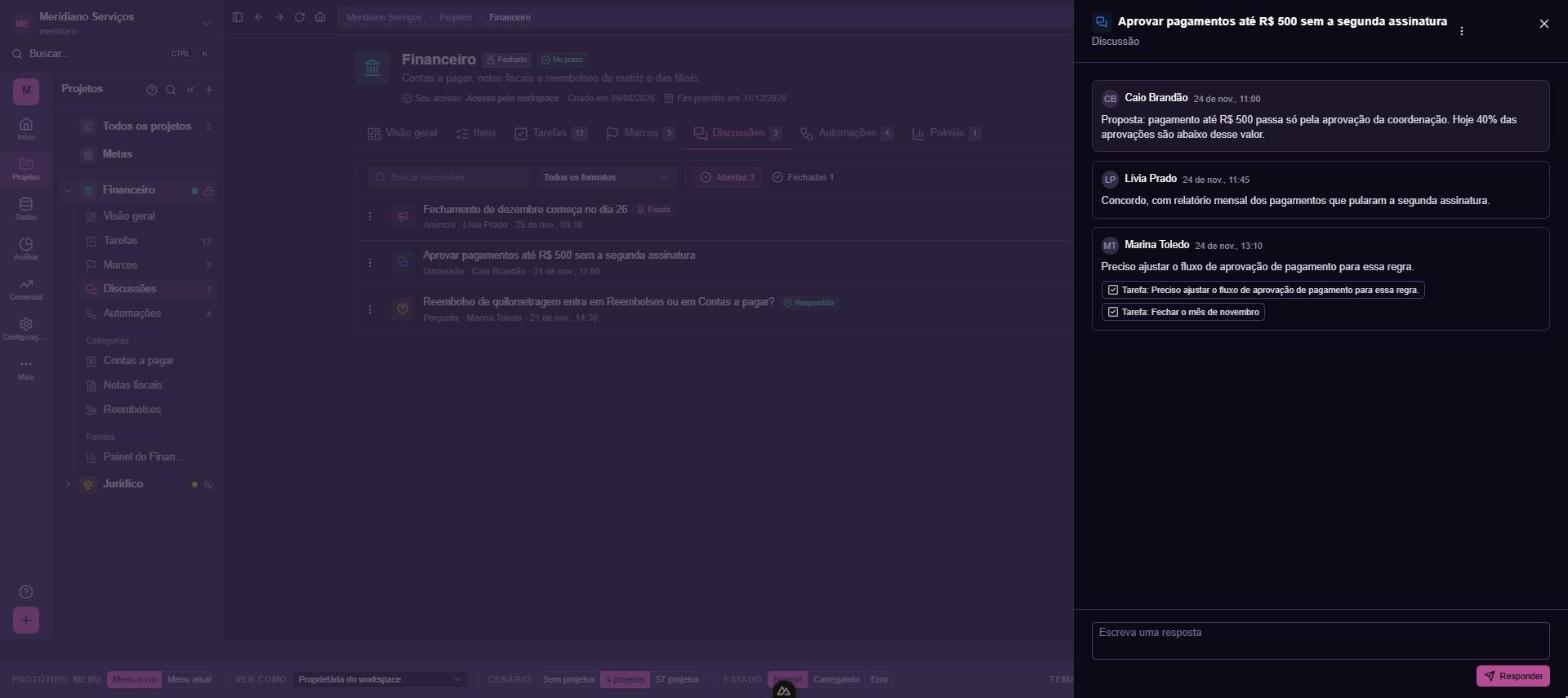 ME
Meridiano Serviços
meridiano
Buscar...
CTRL
K
M
Início
Projetos
Dados
Análise
Comercial
Configuraç...
Mais
Projetos
Todos os projetos
3
Metas
Financeiro
Visão geral
Tarefas
13
Marcos
3
Discussões
3
Automações
4
Categorias
Contas a pagar
Notas fiscais
Reembolsos
Painéis
Painel do Finan...
Jurídico
Meridiano Serviços
Projetos
Financeiro
Financeiro
Fechado
No prazo
Contas a pagar, notas fiscais e reembolsos da matriz e das filiais.
Seu acesso: Acesso pelo workspace · Criado em 04/08/2026
Fim previsto em 31/12/2026
Visão geral
Itens
Tarefas 13
Marcos 3
Discussões 3
Automações 4
Painéis 1
Buscar discussões
Todos os formatos
Abertas 3
Fechadas 1
Fechamento de dezembro começa no dia 26
Fixada
Anúncio · Lívia Prado · 25 de nov., 09:10
Aprovar pagamentos até R$ 500 sem a segunda assinatura
Discussão · Caio Brandão · 24 de nov., 11:00
Reembolso de quilometragem entra em Reembolsos ou em Contas a pagar?
Respondida
Pergunta · Marina Toledo · 21 de nov., 14:30
Aprovar pagamentos até R$ 500 sem a segunda assinatura
Discussão
CB
Caio Brandão 24 de nov., 11:00
Proposta: pagamento até R$ 500 passa só pela aprovação da coordenação. Hoje 40% das
aprovações são abaixo desse valor.
LP
Lívia Prado 24 de nov., 11:45
Concordo, com relatório mensal dos pagamentos que pularam a segunda assinatura.
MT
Marina Toledo 24 de nov., 13:10
Preciso ajustar o fluxo de aprovação de pagamento para essa regra.
Tarefa: Preciso ajustar o fluxo de aprovação de pagamento para essa regra.
Tarefa: Fechar o mês de novembro
Escreva uma resposta
Responder
PROTÓTIPO
MENU
Menu novo
Menu atual
VER COMO
Proprietária do workspace
CENÁRIO
Sem projetos
4 projetos
57 projetos
ESTADO
Normal
Carregando
Erro
TEMA